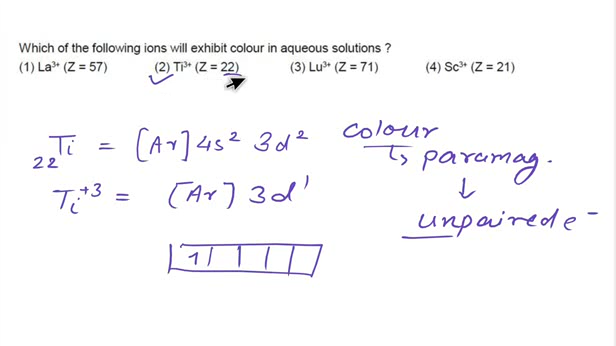 Which of the following ions will exhibit colour in aqueous solutions ?
(1) La³⁺ (Z = 57) (2) Ti³⁺ (Z = 22) (3) Lu³⁺ (Z = 71) (4) Sc³⁺ (Z = 21)
₂₂Ti = [Ar] 4s² 3d² colour
↳ paramag.
Ti⁺³ = [Ar] 3d¹
↓
unpaired e⁻
1